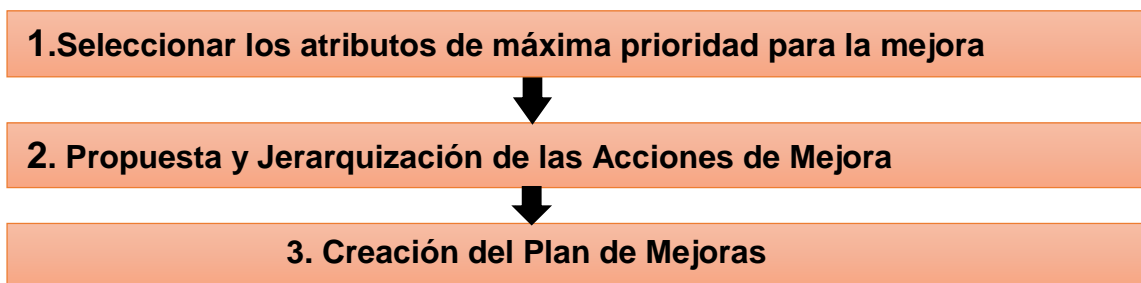 1.Seleccionar los atributos de máxima prioridad para la mejora
2. Propuesta y Jerarquización de las Acciones de Mejora
3. Creación del Plan de Mejoras